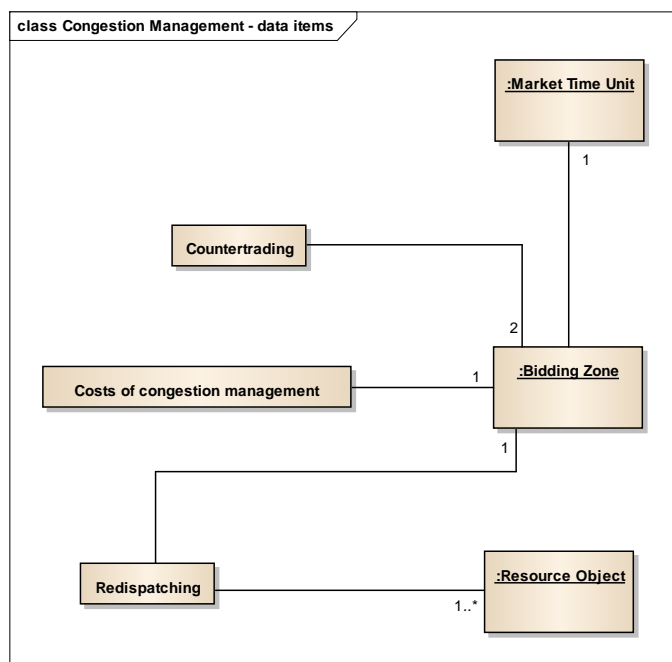 class Congestion Management - data items
:Market Time Unit
1
Countertrading
2
:Bidding Zone
Costs of congestion management
1
1
:Resource Object
Redispatching
1..*